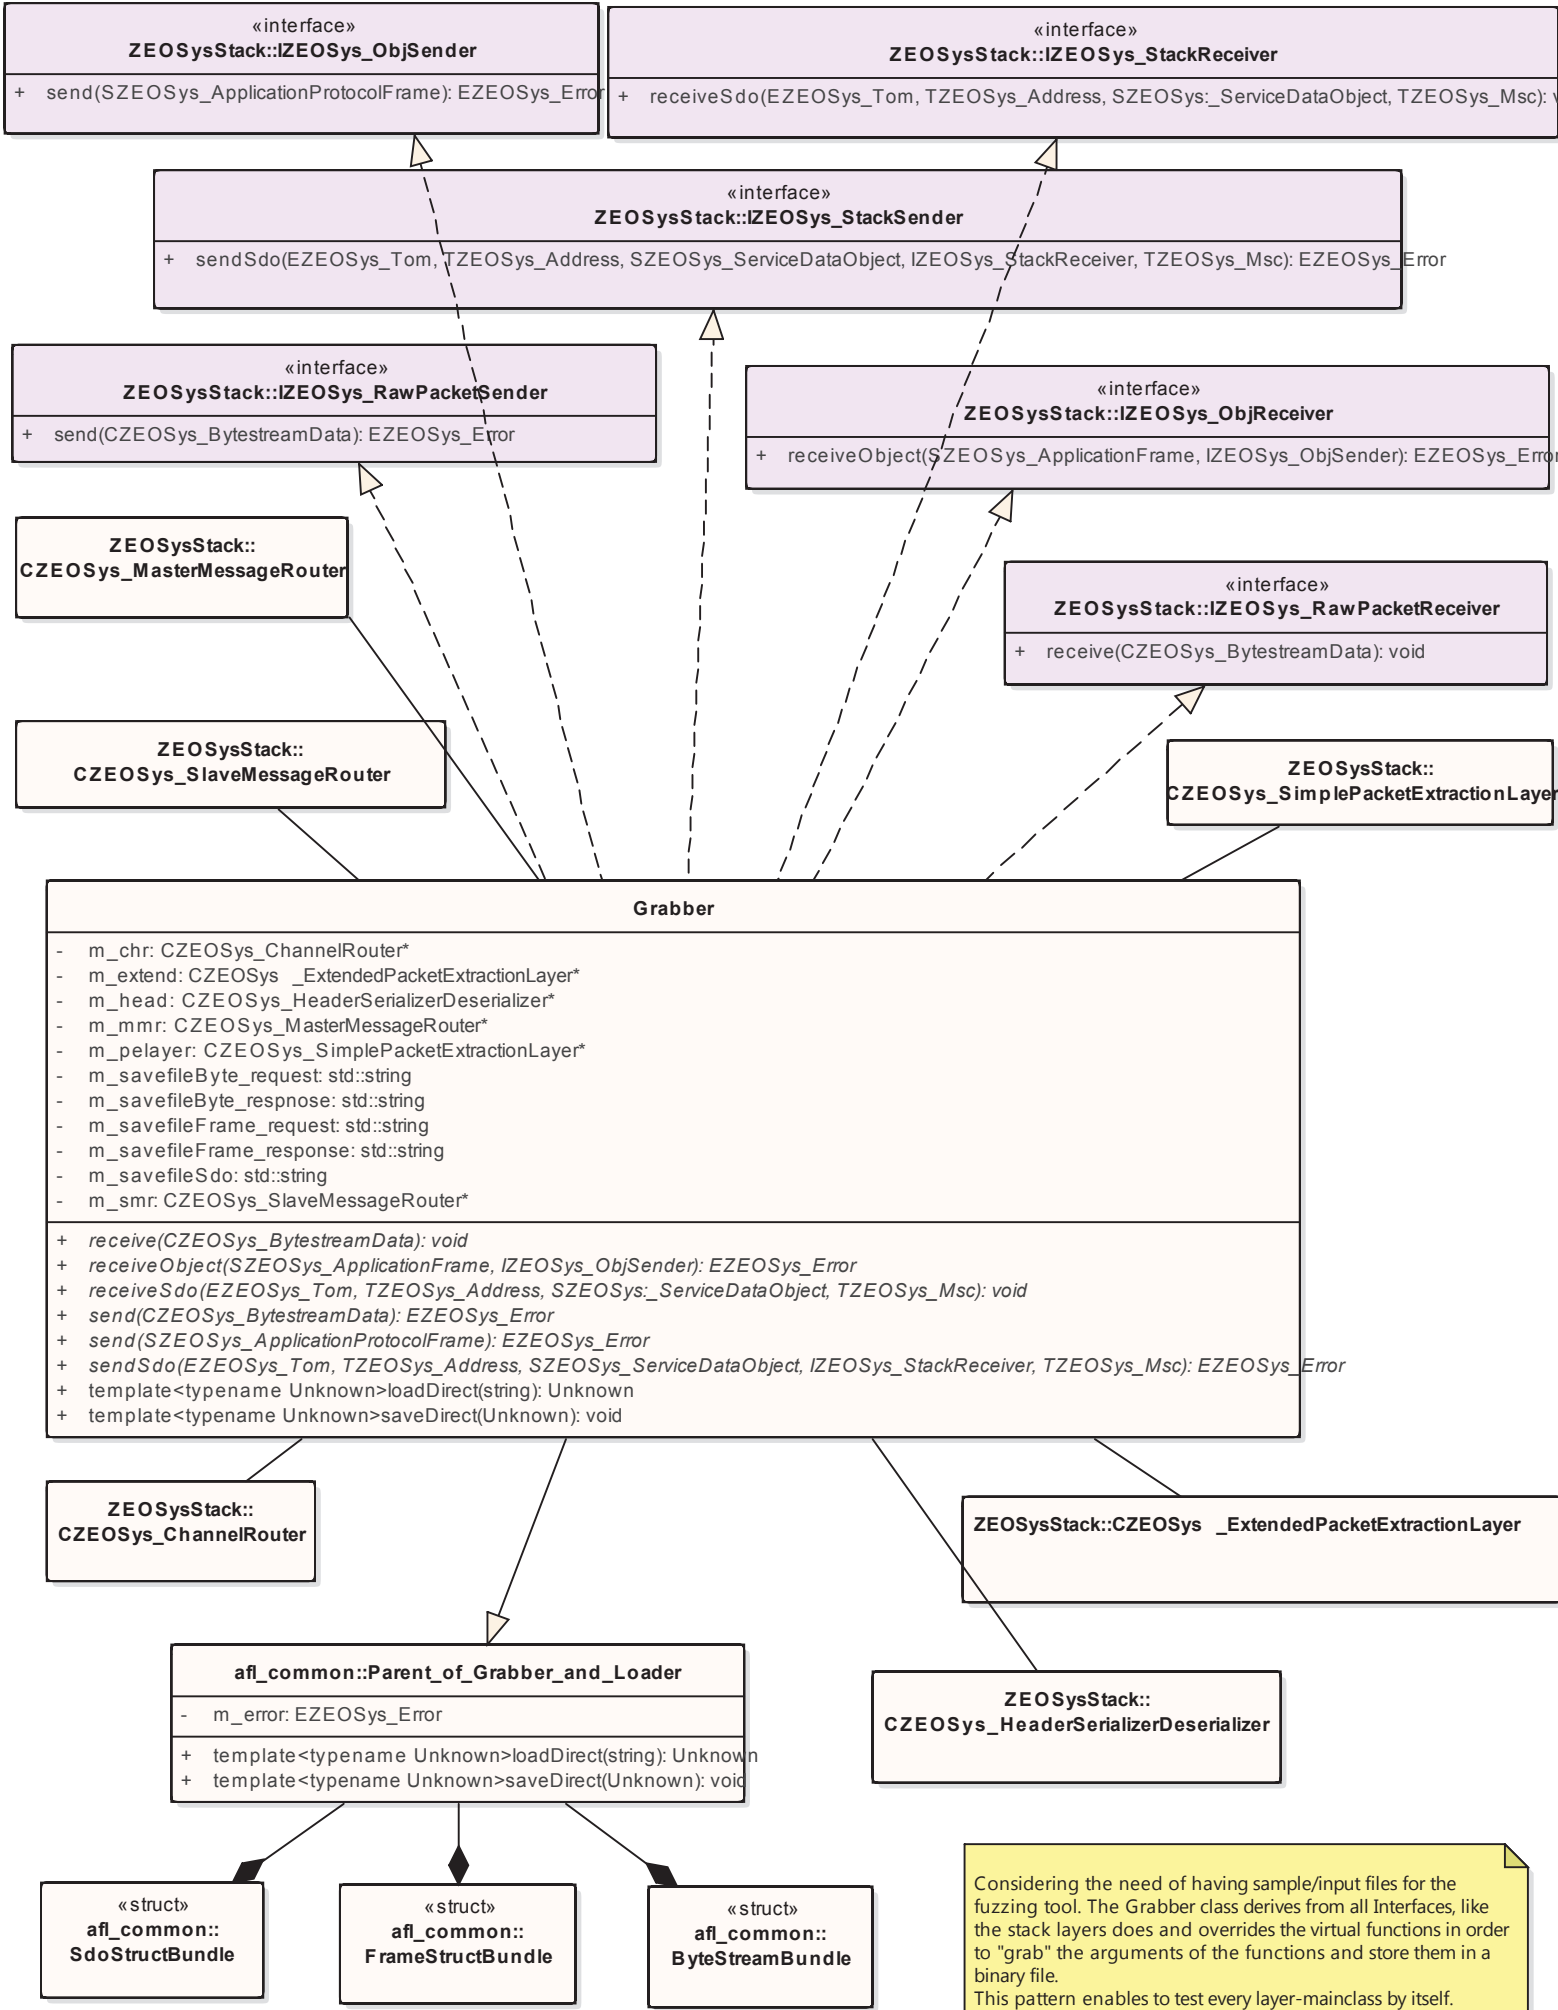 «interface»
ZEOSysStack::IZEOSys_ObjSender
+ send(SZEOSys_ApplicationProtocolFrame): EZEOSys_Error
«interface»
ZEOSysStack::IZEOSys_StackReceiver
+ receiveSdo(EZEOSys_Tom, TZEOSys_Address, SZEOSys:_ServiceDataObject, TZEOSys_Msc):
«interface»
ZEOSysStack::IZEOSys_StackSender
+ sendSdo(EZEOSys_Tom, TZEOSys_Address, SZEOSys_ServiceDataObject, IZEOSys_StackReceiver, TZEOSys_Msc): EZEOSys_Error
«interface»
ZEOSysStack::IZEOSys_RawPacketSender
+ send(CZEOSys_BytestreamData): EZEOSys_Error
«interface»
ZEOSysStack::IZEOSys_ObjReceiver
+ receiveObject(SZEOSys_ApplicationFrame, IZEOSys_ObjSender): EZEOSys_Error
ZEOSysStack::
CZEOSys_MasterMessageRouter
«interface»
ZEOSysStack::IZEOSys_RawPacketReceiver
+ receive(CZEOSys_BytestreamData): void
ZEOSysStack::
CZEOSys_SlaveMessageRouter
ZEOSysStack::
CZEOSys_SimplePacketExtractionLayer
Grabber
- m_chr: CZEOSys_ChannelRouter*
- m_extend: CZEOSys _ExtendedPacketExtractionLayer*
- m_head: CZEOSys_HeaderSerializerDeserializer*
- m_mmr: CZEOSys_MasterMessageRouter*
- m_pelayer: CZEOSys_SimplePacketExtractionLayer*
- m_savefileByte_request: std::string
- m_savefileByte_respnose: std::string
- m_savefileFrame_request: std::string
- m_savefileFrame_response: std::string
- m_savefileSdo: std::string
- m_smr: CZEOSys_SlaveMessageRouter*
+ receive(CZEOSys_BytestreamData): void
+ receiveObject(SZEOSys_ApplicationFrame, IZEOSys_ObjSender): EZEOSys_Error
+ receiveSdo(EZEOSys_Tom, TZEOSys_Address, SZEOSys:_ServiceDataObject, TZEOSys_Msc): void
+ send(CZEOSys_BytestreamData): EZEOSys_Error
+ send(SZEOSys_ApplicationProtocolFrame): EZEOSys_Error
+ sendSdo(EZEOSys_Tom, TZEOSys_Address, SZEOSys_ServiceDataObject, IZEOSys_StackReceiver, TZEOSys_Msc): EZEOSys_Error
+ template<typename Unknown>loadDirect(string): Unknown
+ template<typename Unknown>saveDirect(Unknown): void
ZEOSysStack::
CZEOSys_ChannelRouter
ZEOSysStack::CZEOSys _ExtendedPacketExtractionLayer
afl_common::Parent_of_Grabber_and_Loader
- m_error: EZEOSys_Error
+ template<typename Unknown>loadDirect(string): Unknown
+ template<typename Unknown>saveDirect(Unknown): void
ZEOSysStack::
CZEOSys_HeaderSerializerDeserializer
«struct»
afl_common::
SdoStructBundle
«struct»
afl_common::
FrameStructBundle
«struct»
afl_common::
ByteStreamBundle
Considering the need of having sample/input files for the
fuzzing tool. The Grabber class derives from all Interfaces, like
the stack layers does and overrides the virtual functions in order
to "grab" the arguments of the functions and store them in a
binary file.
This pattern enables to test every layer-mainclass by itself.